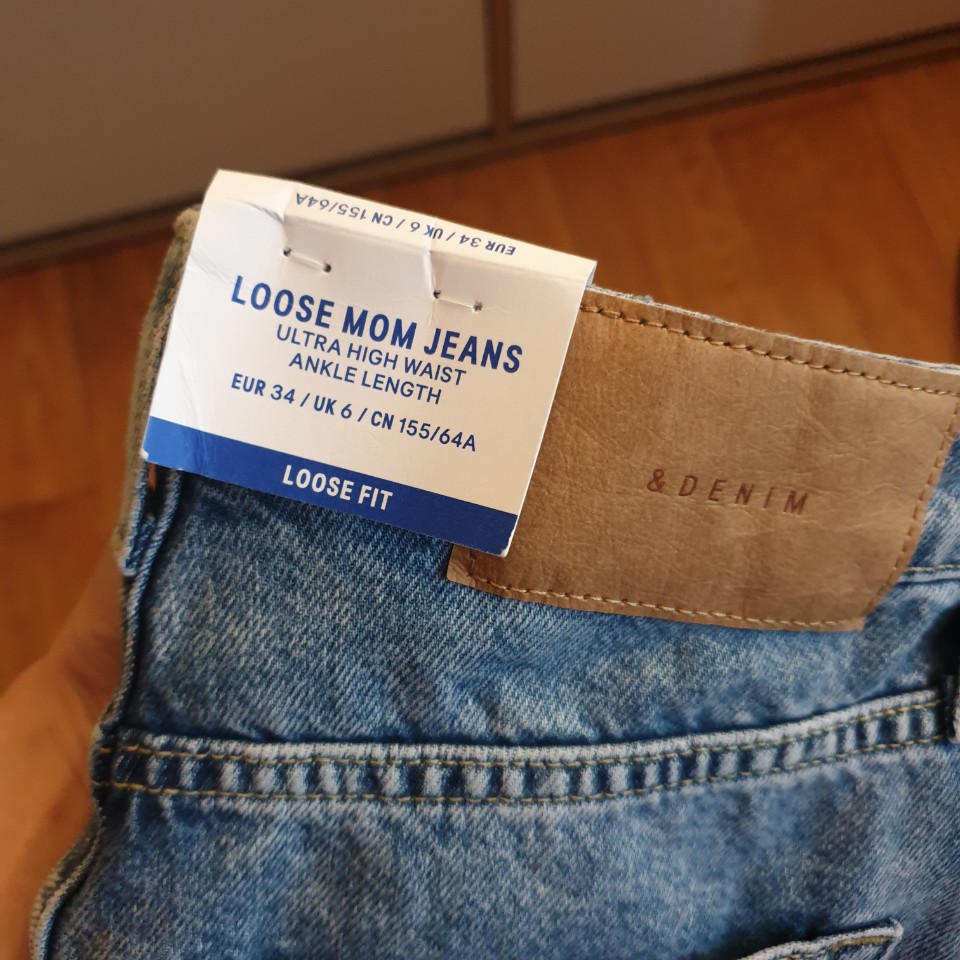 EUR 34 / UK 6 / CN 155/64A
LOOSE MOM JEANS
ULTRA HIGH WAIST
ANKLE LENGTH
EUR 34 / UK 6 / CN 155/64A
LOOSE FIT
& DENIM